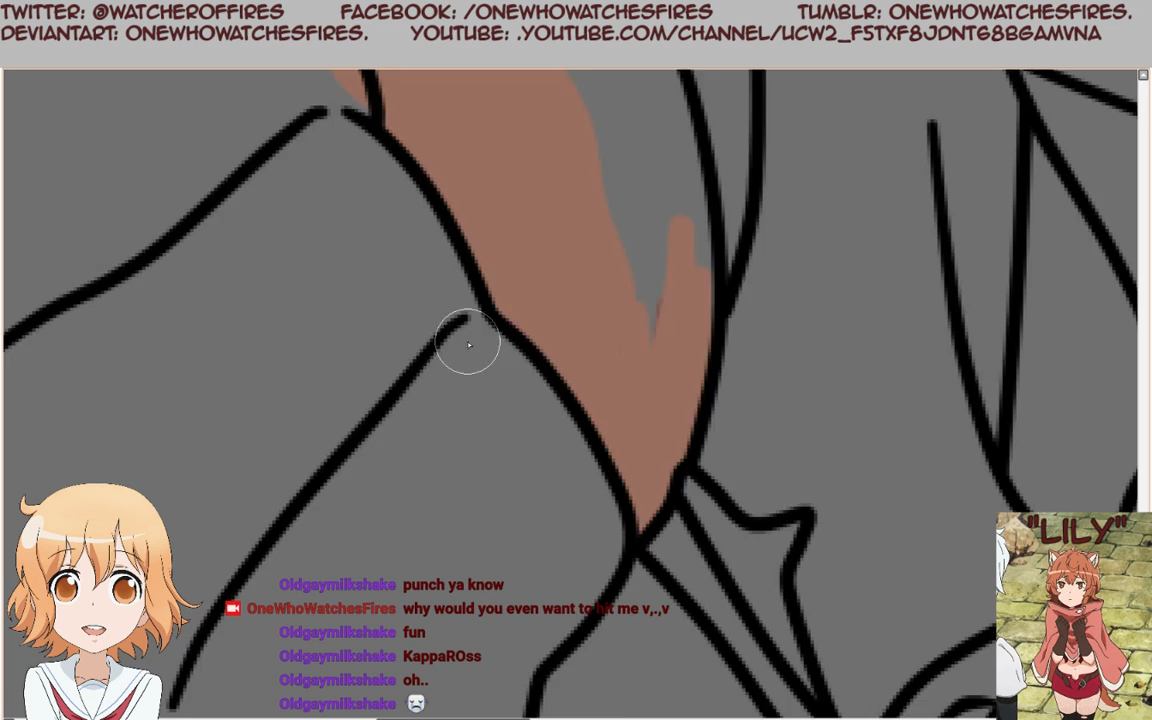 TWITTER: @WATCHEROFFIRES FACEBOOK: /ONEWHOWATCHESFIRES TUMBLR: ONEWHOWATCHESFIRES.
DEVIANTART: ONEWHOWATCHESFIRES. YOUTUBE: .YOUTUBE.COM/CHANNEL/UCW2_F5TXF8JDNTG8BGAMVNA
"LILY"
Oldgaymilkshake punch ya know
OneWhoWatchesFires why would you even want to hit me v,.,v
Oldgaymilkshake fun
Oldgaymilkshake KappaROss
Oldgaymilkshake oh..
Oldgaymilkshake